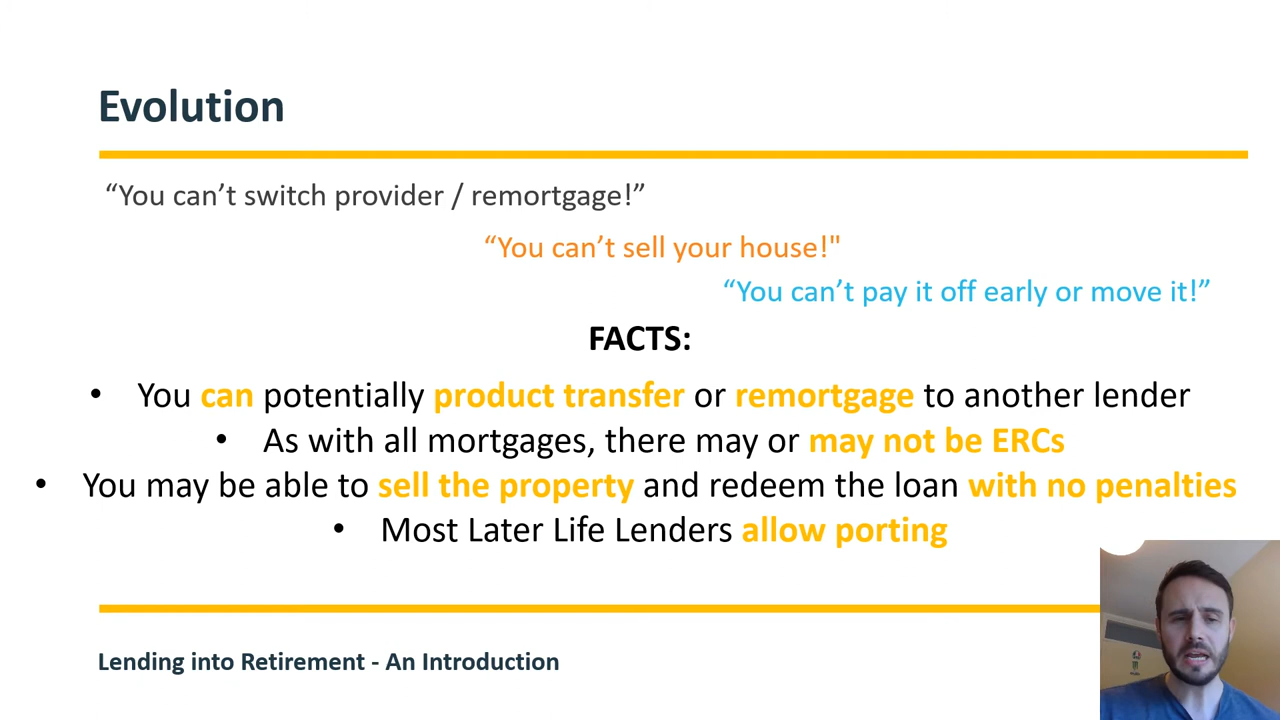 Evolution
“You can’t switch provider / remortgage!”
“You can’t sell your house!"
“You can’t pay it off early or move it!”
FACTS:
• You can potentially product transfer or remortgage to another lender
• As with all mortgages, there may or may not be ERCs
• You may be able to sell the property and redeem the loan with no penalties
• Most Later Life Lenders allow porting
Lending into Retirement - An Introduction